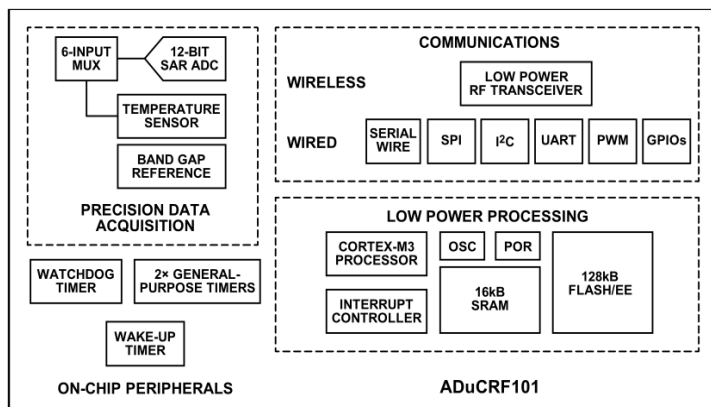 6-INPUT
MUX
12-BIT
SAR ADC
TEMPERATURE
SENSOR
BAND GAP
REFERENCE
PRECISION DATA
ACQUISITION
COMMUNICATIONS
WIRELESS
LOW POWER
RF TRANSCEIVER
WIRED
SERIAL
WIRE
SPI
I²C
UART
PWM
GPIOs
LOW POWER PROCESSING
CORTEX-M3
PROCESSOR
OSC
POR
128kB
FLASH/EE
INTERRUPT
CONTROLLER
16kB
SRAM
WATCHDOG
TIMER
2× GENERAL-
PURPOSE TIMERS
WAKE-UP
TIMER
ON-CHIP PERIPHERALS
ADuCRF101